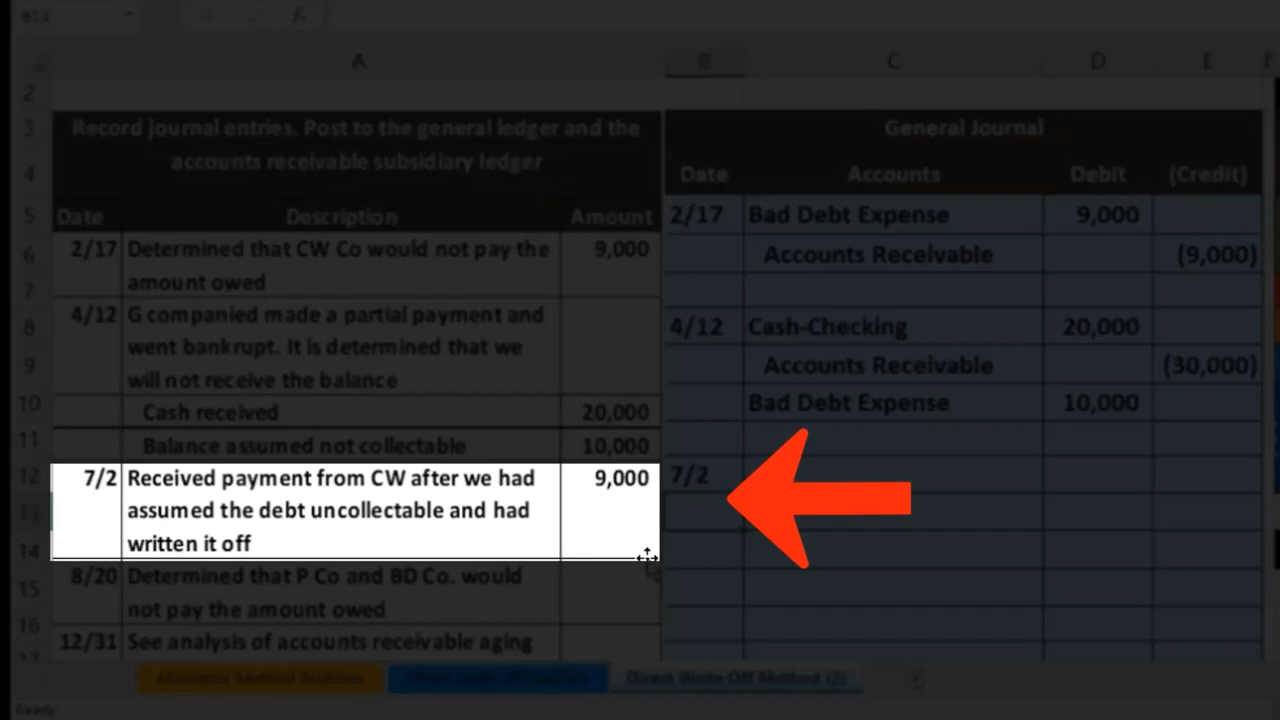 B13
fx
A B C D E F
2
3 Record journal entries. Post to the general ledger and the General Journal
4 accounts receivable subsidiary ledger Date Accounts Debit (Credit)
5 Date Description Amount 2/17 Bad Debt Expense 9,000
6 2/17 Determined that CW Co would not pay the 9,000 Accounts Receivable (9,000)
7 amount owed
8 4/12 G companied made a partial payment and 4/12 Cash-Checking 20,000
9 went bankrupt. It is determined that we Accounts Receivable (30,000)
will not receive the balance
10 Cash received 20,000 Bad Debt Expense 10,000
11 Balance assumed not collectable 10,000
12 7/2 Received payment from CW after we had 9,000 7/2
13 assumed the debt uncollectable and had
14 written it off
15 8/20 Determined that P Co and BD Co. would
not pay the amount owed
16 12/31 See analysis of accounts receivable aging
17
Allowance Method Problem Direct Write Off Method (2)
Ready